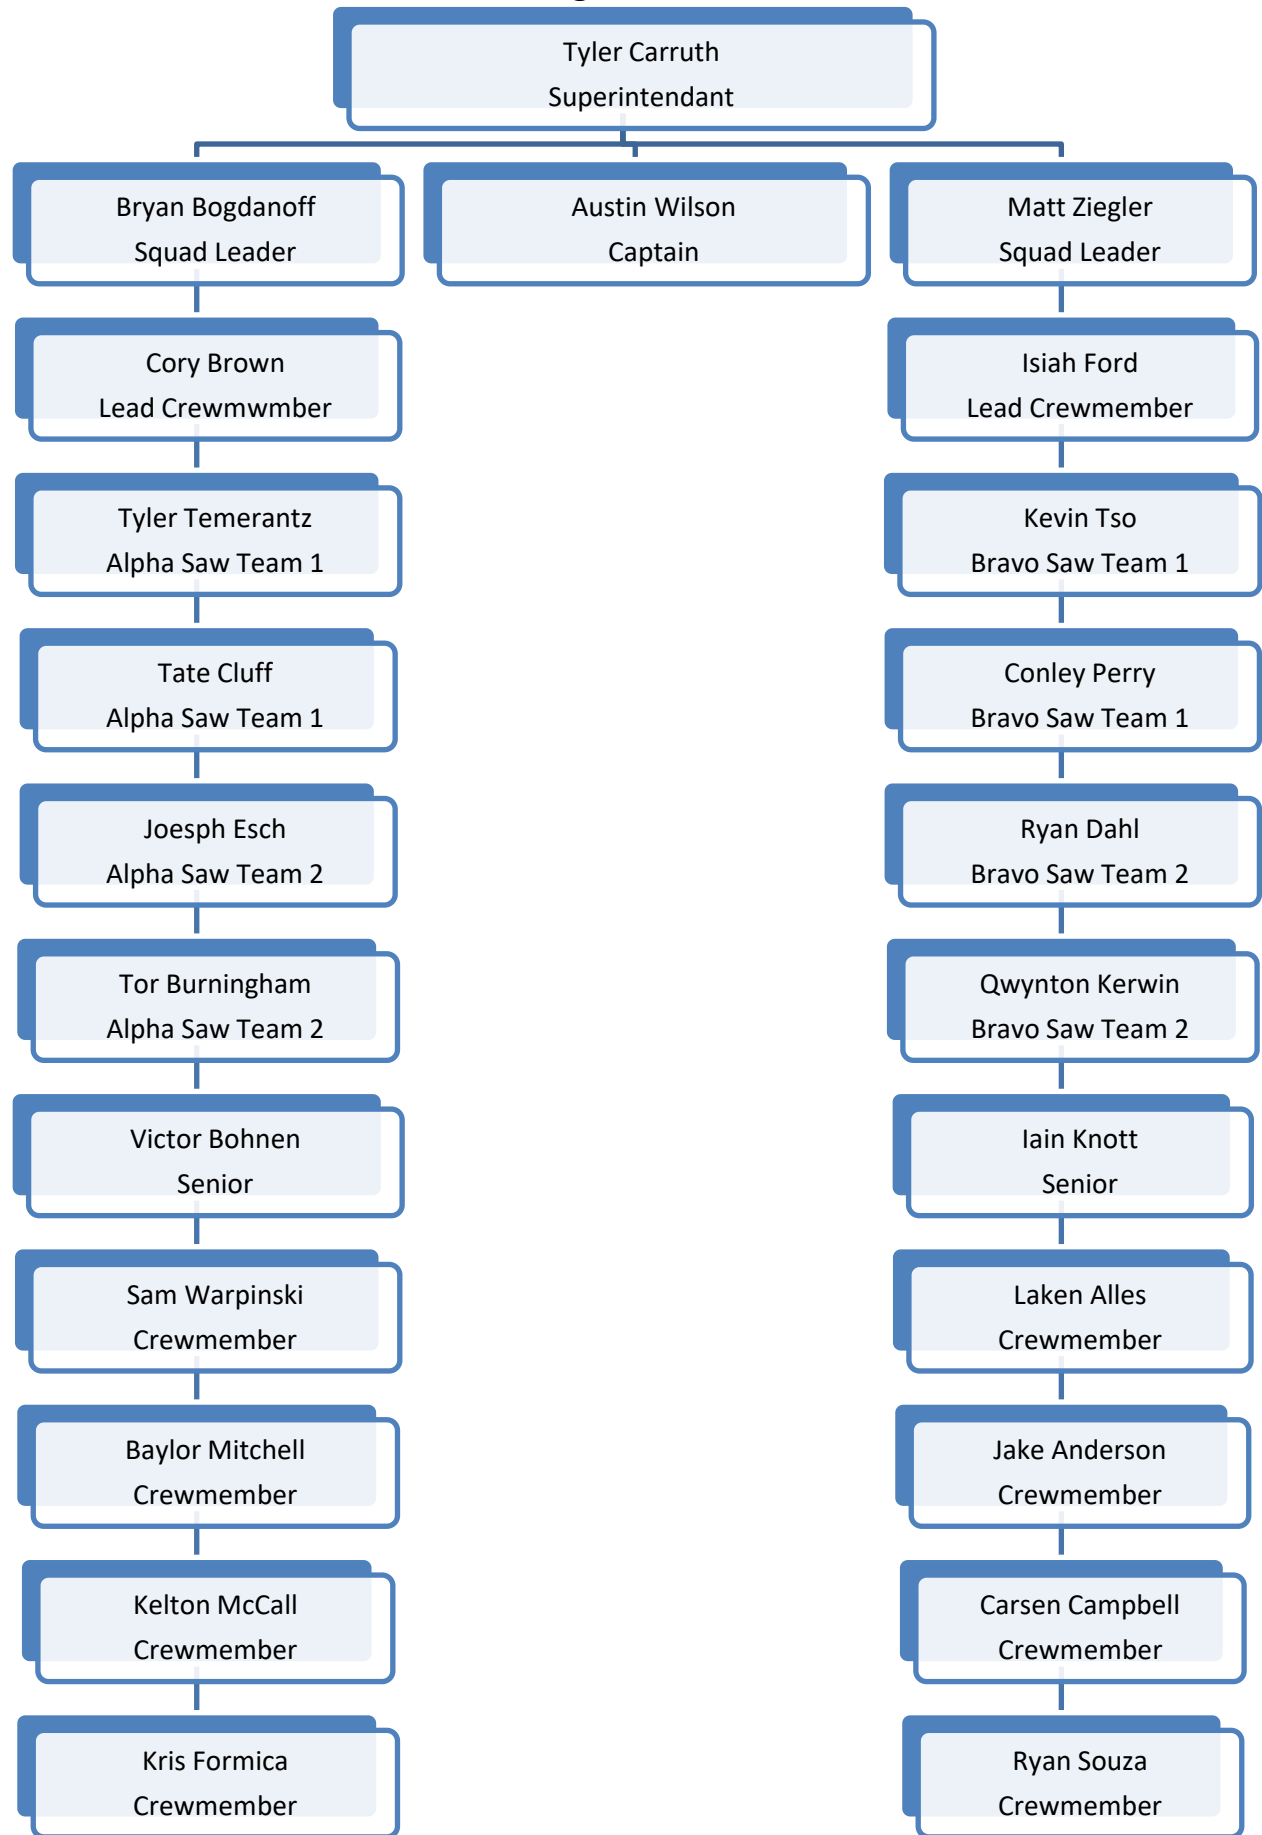 Tyler Carruth
Superintendant
Bryan Bogdanoff
Squad Leader
Cory Brown
Lead Crewmwmber
Tyler Temerantz
Alpha Saw Team 1
Tate Cluff
Alpha Saw Team 1
Joesph Esch
Alpha Saw Team 2
Tor Burningham
Alpha Saw Team 2
Victor Bohnen
Senior
Sam Warpinski
Crewmember
Baylor Mitchell
Crewmember
Kelton McCall
Crewmember
Kris Formica
Crewmember
Austin Wilson
Captain
Matt Ziegler
Squad Leader
Isiah Ford
Lead Crewmember
Kevin Tso
Bravo Saw Team 1
Conley Perry
Bravo Saw Team 1
Ryan Dahl
Bravo Saw Team 2
Qwynton Kerwin
Bravo Saw Team 2
Iain Knott
Senior
Laken Alles
Crewmember
Jake Anderson
Crewmember
Carsen Campbell
Crewmember
Ryan Souza
Crewmember